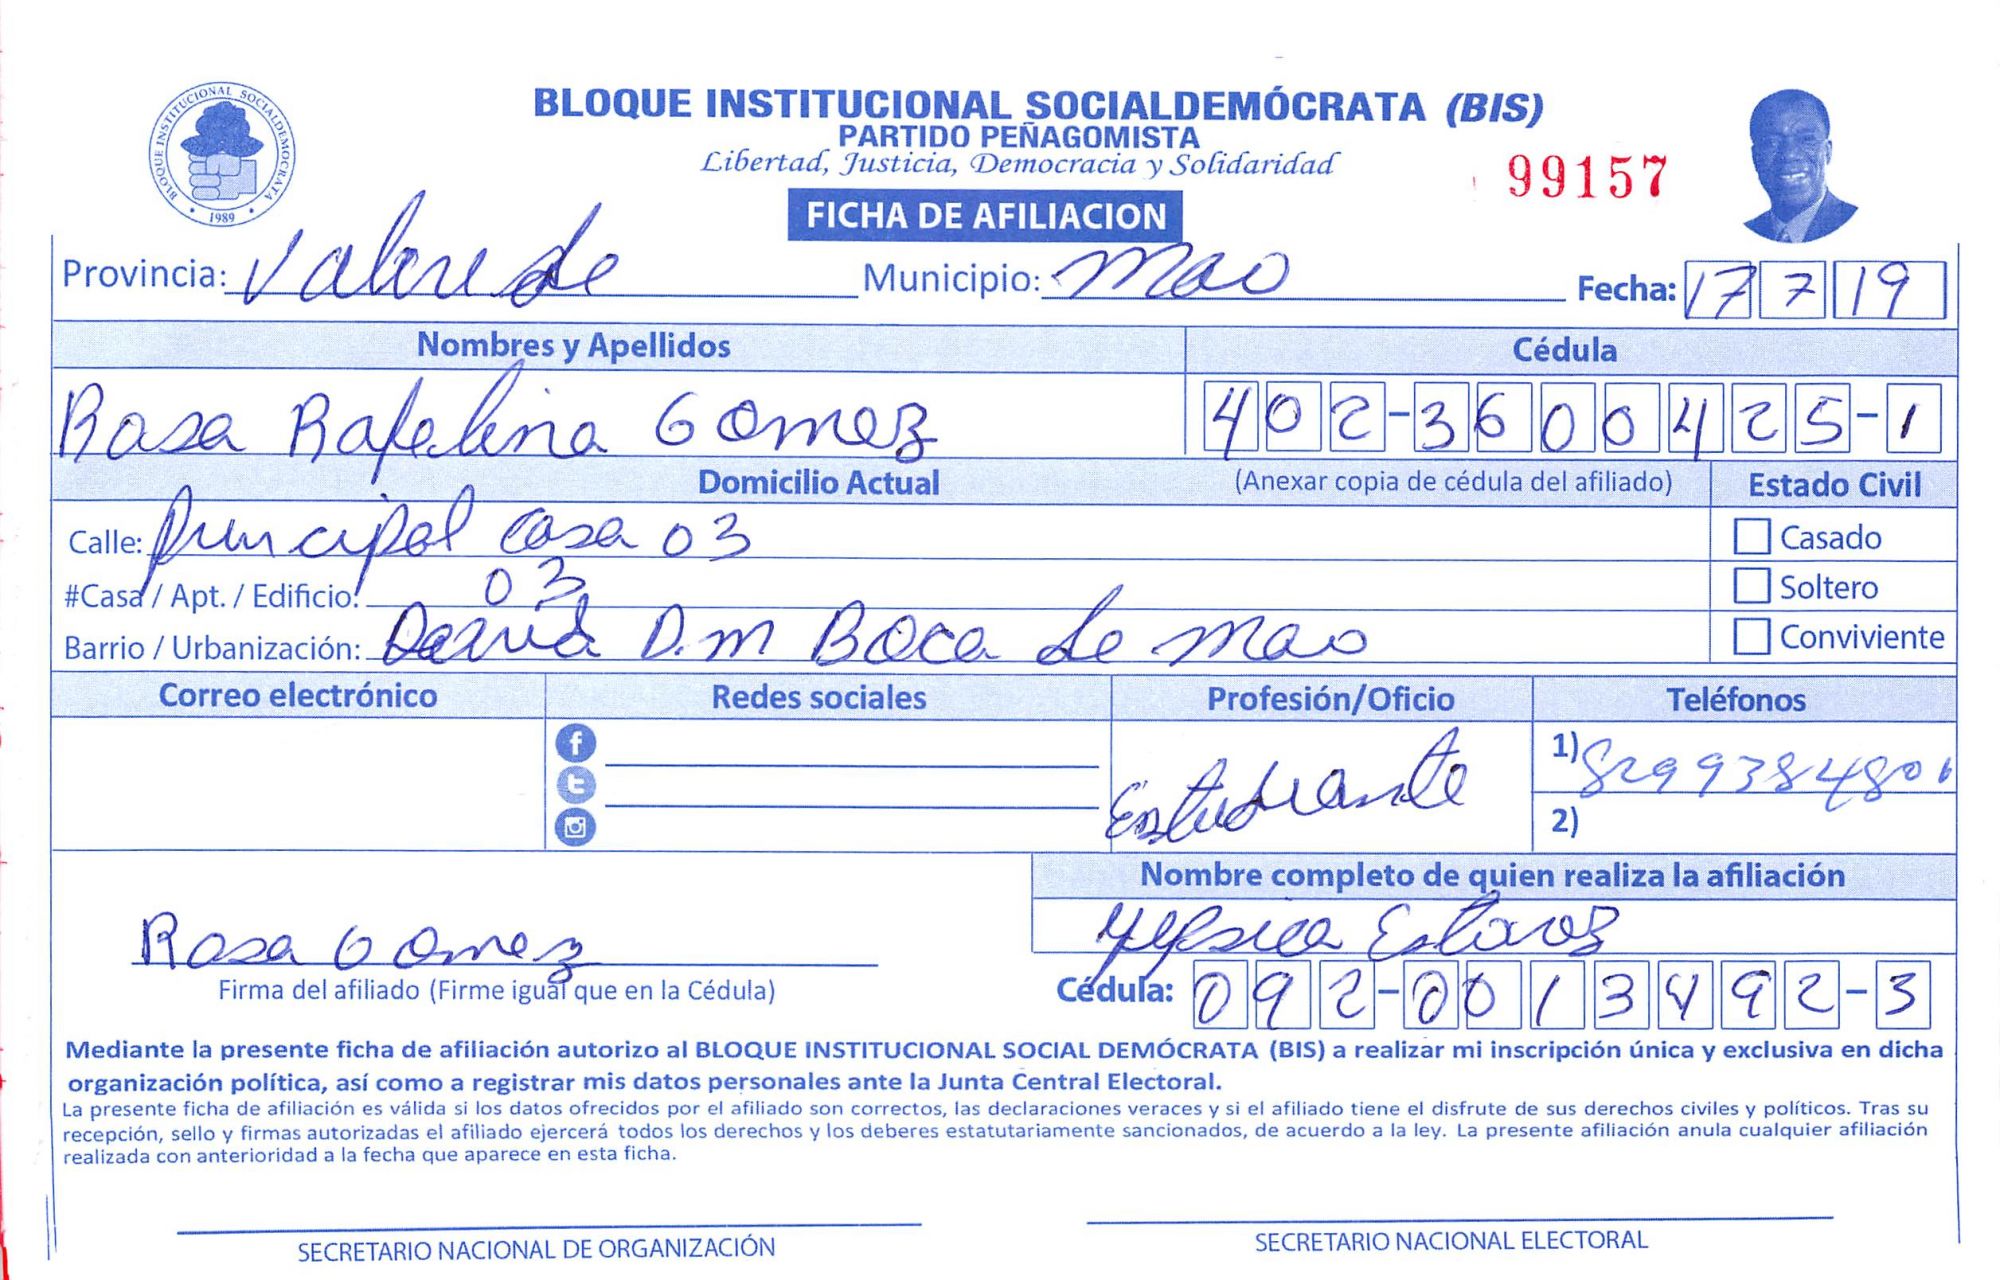 BLOQUE INSTITUCIONAL SOCIALDEMÓCRATA (BIS)
PARTIDO PEÑAGOMISTA
Libertad, Justicia, Democracia y Solidaridad
99157
BLOQUE INSTITUCIONAL SOCIALDEMOCRATA
1989
FICHA DE AFILIACION
Provincia: Valverde Municipio: Mao Fecha: 17 7 19
Nombres y Apellidos Cédula
Rosa Rafelina Gomez 402-3600425-1
Domicilio Actual (Anexar copia de cédula del afiliado) Estado Civil
Calle: Principal Casa 03 Casado
#Casa / Apt. / Edificio: 03 Soltero
Barrio / Urbanización: D.m Boca de mao Conviviente
Correo electrónico Redes sociales Profesión/Oficio Teléfonos
Estudiante 1) 8299384801
2)
Nombre completo de quien realiza la afiliación
Rosa Gomez
Firma del afiliado (Firme igual que en la Cédula) Cédula: 092-0013492-3
Mediante la presente ficha de afiliación autorizo al BLOQUE INSTITUCIONAL SOCIAL DEMÓCRATA (BIS) a realizar mi inscripción única y exclusiva en dicha
organización política, así como a registrar mis datos personales ante la Junta Central Electoral.
La presente ficha de afiliación es válida si los datos ofrecidos por el afiliado son correctos, las declaraciones veraces y si el afiliado tiene el disfrute de sus derechos civiles y políticos. Tras su
recepción, sello y firmas autorizadas el afiliado ejercerá todos los derechos y los deberes estatutariamente sancionados, de acuerdo a la ley. La presente afiliación anula cualquier afiliación
realizada con anterioridad a la fecha que aparece en esta ficha.
SECRETARIO NACIONAL DE ORGANIZACIÓN SECRETARIO NACIONAL ELECTORAL